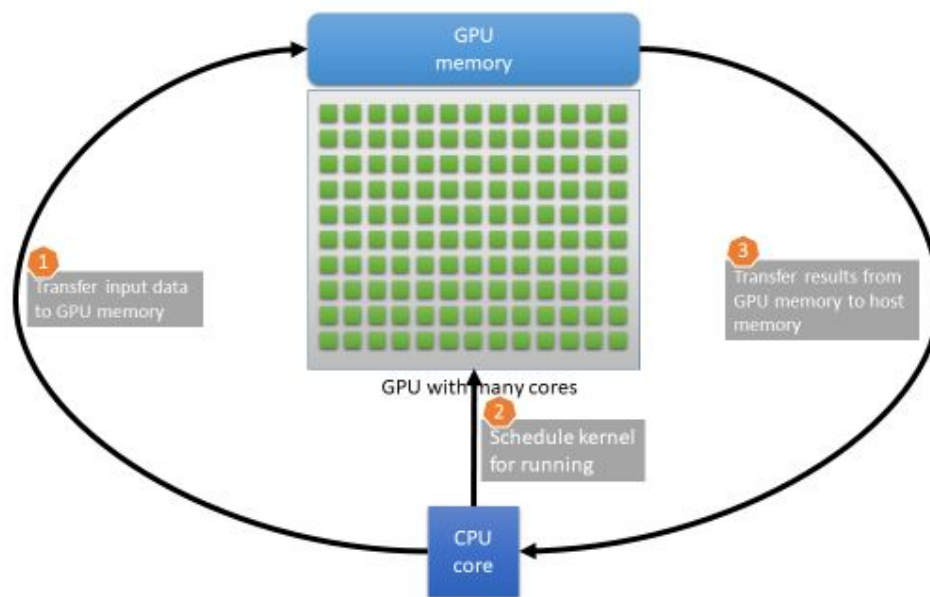 GPU
memory
1
Transfer input data
to GPU memory
3
Transfer results from
GPU memory to host
memory
GPU with many cores
2
Schedule kernel
for running
CPU
core